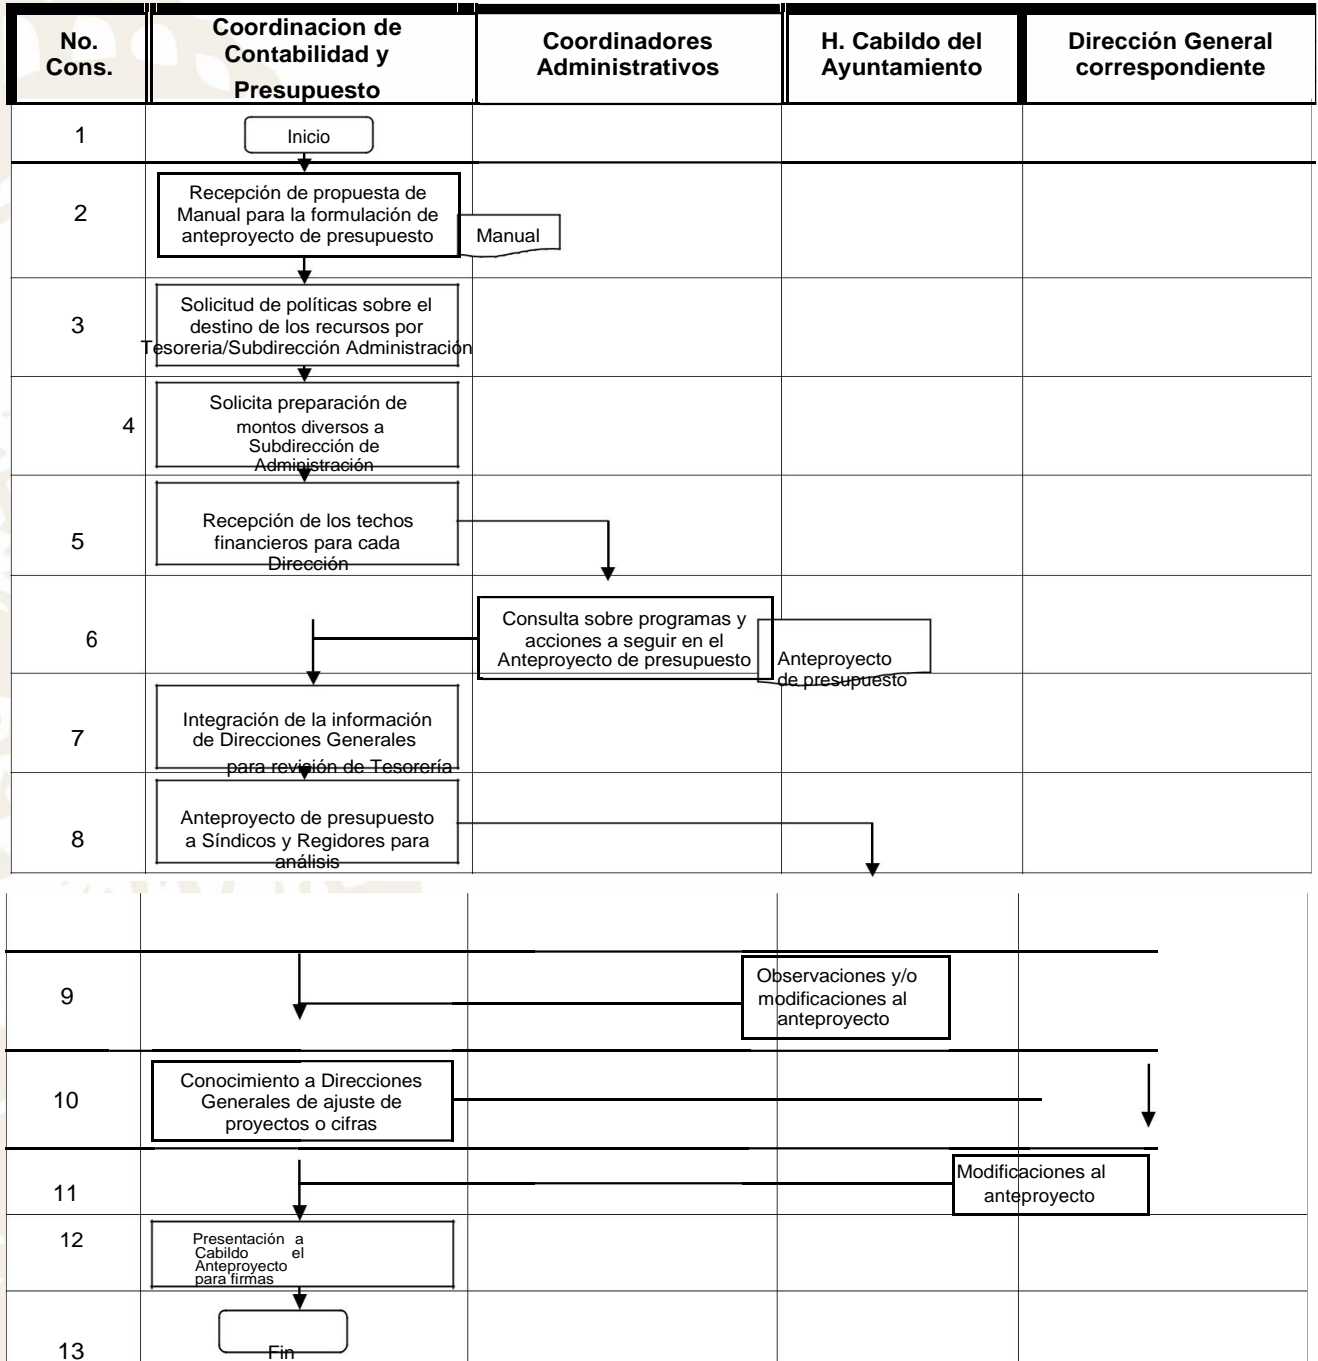 No.
Cons.
Coordinacion de
Contabilidad y
Presupuesto
Coordinadores
Administrativos
H. Cabildo del
Ayuntamiento
Dirección General
correspondiente
1
Inicio
2
Recepción de propuesta de
Manual para la formulación de
anteproyecto de presupuesto
Manual
3
Solicitud de políticas sobre el
destino de los recursos por
Tesoreria/Subdirección Administración
4
Solicita preparación de
montos diversos a
Subdirección de
Administración
5
Recepción de los techos
financieros para cada
Dirección
6
Consulta sobre programas y
acciones a seguir en el
Anteproyecto de presupuesto
Anteproyecto
de presupuesto
7
Integración de la información
de Direcciones Generales
para revisión de Tesorería
8
Anteproyecto de presupuesto
a Síndicos y Regidores para
análisis
9
Observaciones y/o
modificaciones al
anteproyecto
10
Conocimiento a Direcciones
Generales de ajuste de
proyectos o cifras
11
Modificaciones al
anteproyecto
12
Presentación a
Cabildo el
Anteproyecto
para firmas
13
Fin